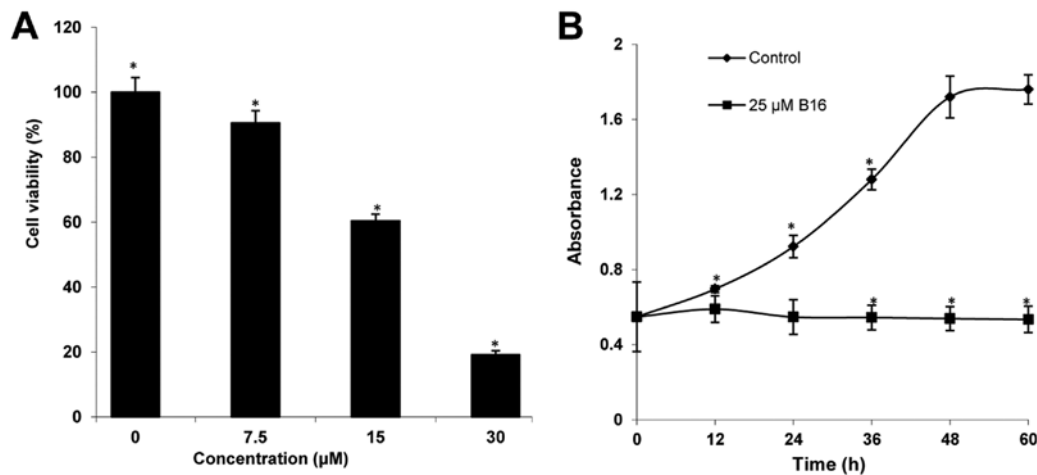 A
120
100
80
60
40
20
0
Cell viability (%)
* * * *
0 7.5 15 30
Concentration (µM)
B
2
1.6
1.2
0.8
0.4
0
Absorbance
Control
25 µM B16
* * *
* * *
0 12 24 36 48 60
Time (h)